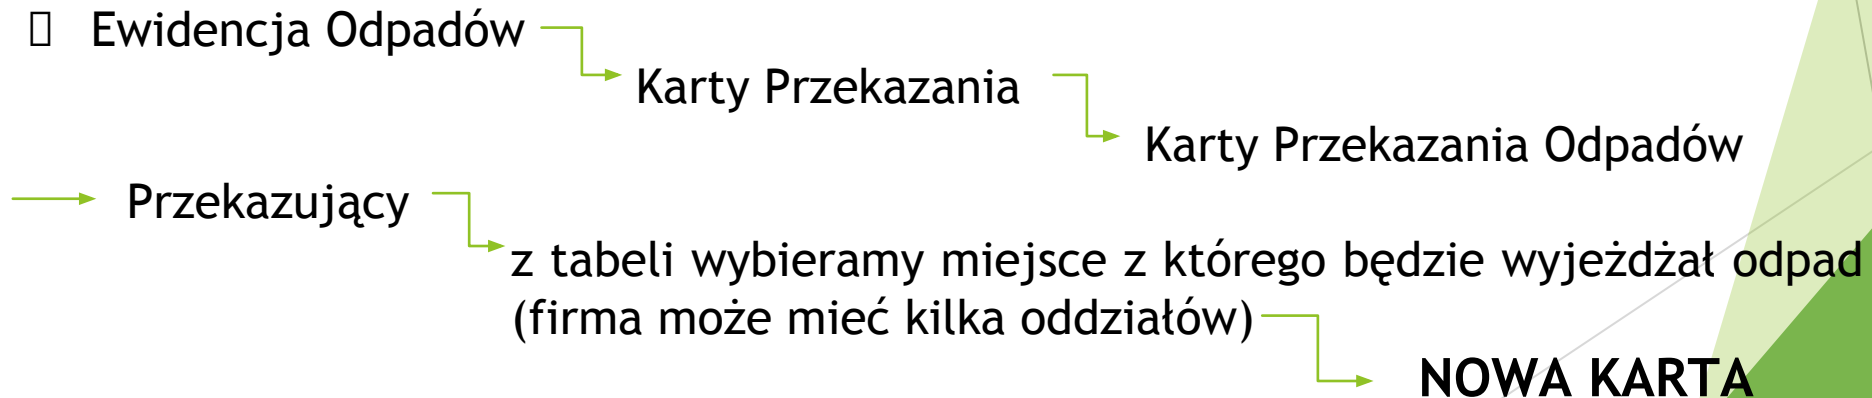 Ewidencja Odpadów
Karty Przekazania
Karty Przekazania Odpadów
Przekazujący
z tabeli wybieramy miejsce z którego będzie wyjeżdżał odpad
(firma może mieć kilka oddziałów)
NOWA KARTA